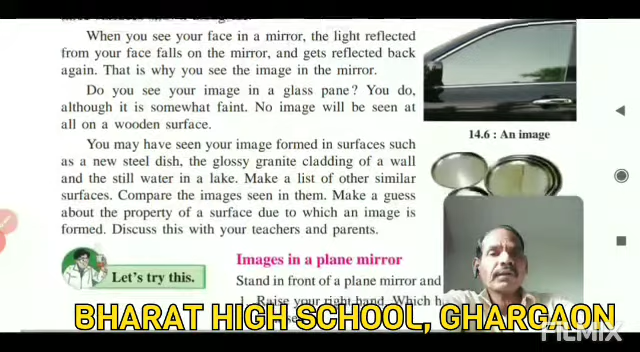 When you see your face in a mirror, the light reflected
from your face falls on the mirror, and gets reflected back
again. That is why you see the image in the mirror.
Do you see your image in a glass pane? You do,
although it is somewhat faint. No image will be seen at
all on a wooden surface.
You may have seen your image formed in surfaces such
as a new steel dish, the glossy granite cladding of a wall
and the still water in a lake. Make a list of other similar
surfaces. Compare the images seen in them. Make a guess
about the property of a surface due to which an image is
formed. Discuss this with your teachers and parents.
14.6 : An image
Let's try this.
Images in a plane mirror
Stand in front of a plane mirror and
1. Raise your right hand. Which
BHARAT HIGH SCHOOL, GHARGAON
FILMIX